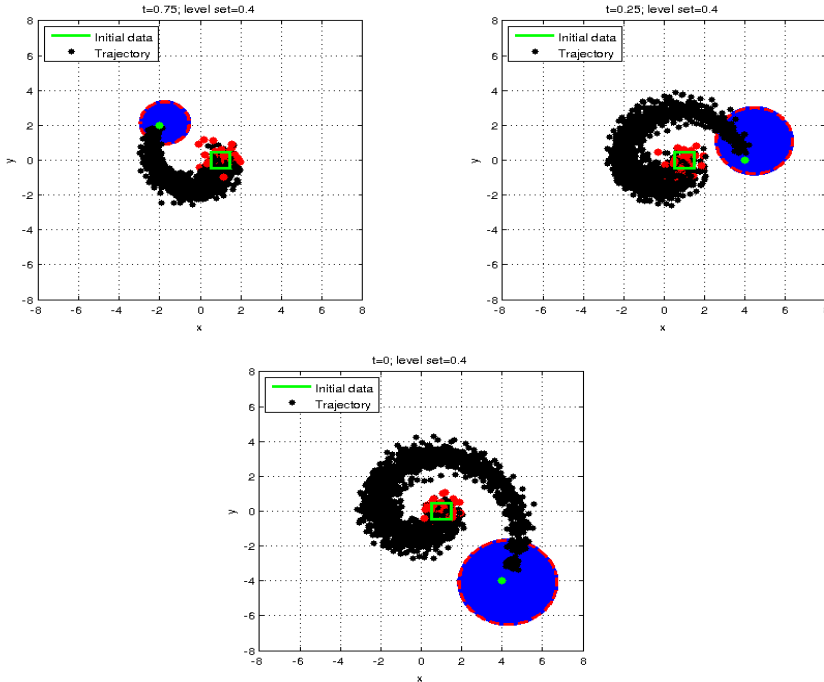 t=0.75; level set=0.4
8
6
4
2
0
-2
-4
-6
-8
y
Initial data
Trajectory
-8 -6 -4 -2 0 2 4 6 8
x
t=0.25; level set=0.4
8
6
4
2
0
-2
-4
-6
-8
y
Initial data
Trajectory
-8 -6 -4 -2 0 2 4 6 8
x
t=0; level set=0.4
8
6
4
2
0
-2
-4
-6
-8
y
Initial data
Trajectory
-8 -6 -4 -2 0 2 4 6 8
x